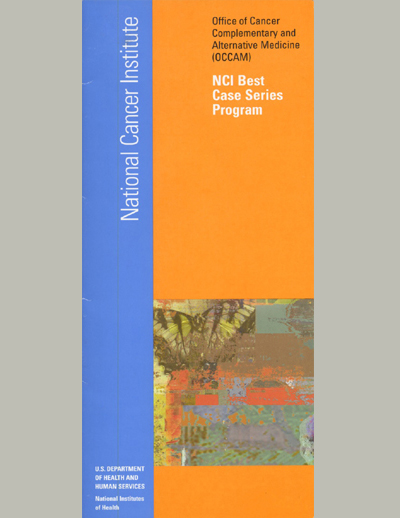 National Cancer Institute
Office of Cancer
Complementary and
Alternative Medicine
(OCCAM)
NCI Best
Case Series
Program
U.S. DEPARTMENT
OF HEALTH AND
HUMAN SERVICES
National Institutes
of Health